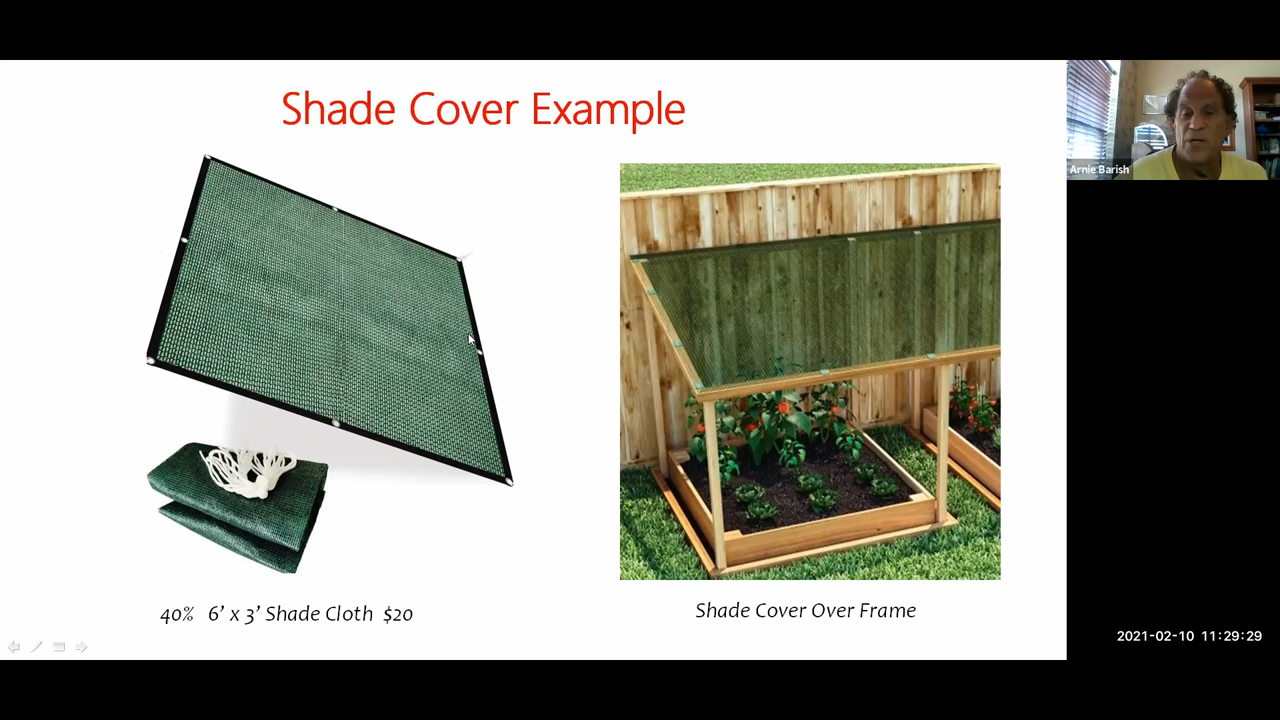 Shade Cover Example
Arnie Barish
40% 6’ x 3’ Shade Cloth $20
Shade Cover Over Frame
2021-02-10 11:29:29